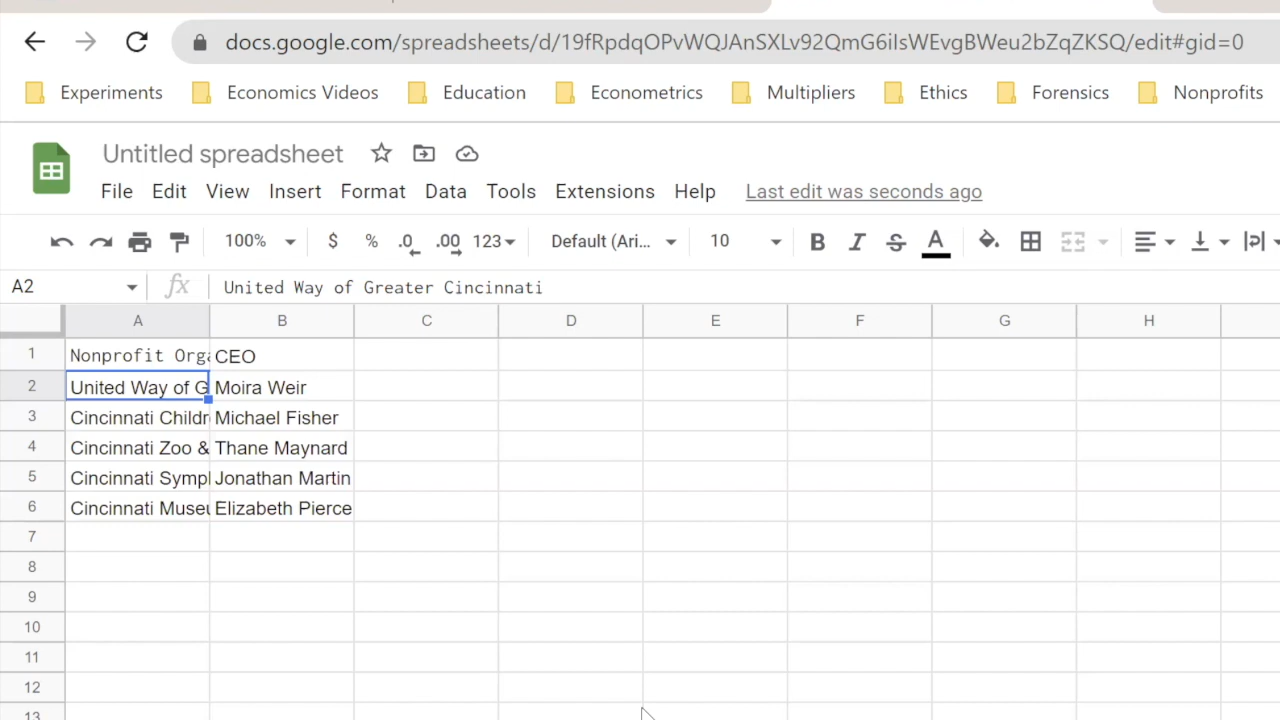 docs.google.com/spreadsheets/d/19fRpdqOPvWQJAnSXLv92QmG6iIsWEvgBWeu2bZqZKSQ/edit#gid=0
Experiments Economics Videos Education Econometrics Multipliers Ethics Forensics Nonprofits
Untitled spreadsheet
File Edit View Insert Format Data Tools Extensions Help Last edit was seconds ago
100% $ % .0 .00 123 Default (Ari... 10 B I S A
A2 fx United Way of Greater Cincinnati
A B C D E F G H
1 Nonprofit Orga CEO
2 United Way of G Moira Weir
3 Cincinnati Childr Michael Fisher
4 Cincinnati Zoo & Thane Maynard
5 Cincinnati Symp Jonathan Martin
6 Cincinnati Museu Elizabeth Pierce
7
8
9
10
11
12
13